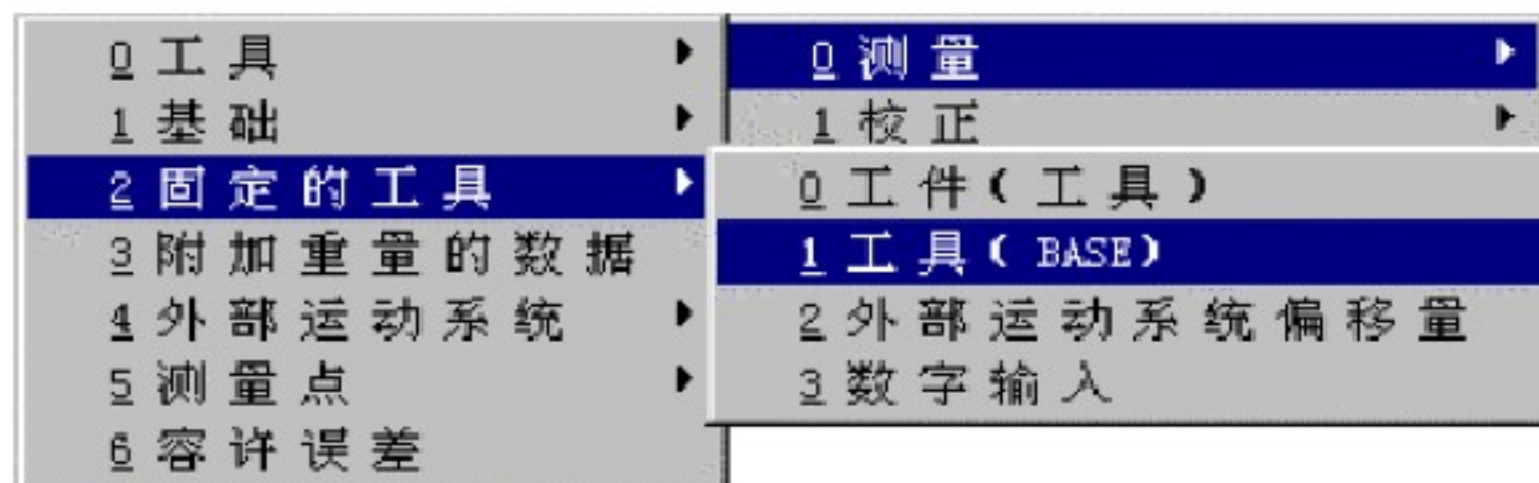 0 工具
1 基础
2 固定的工具
3 附加重量的数据
4 外部运动系统
5 测量点
6 容许误差
0 测量
1 校正
0 工件(工具)
1 工具(BASE)
2 外部运动系统偏移量
3 数字输入